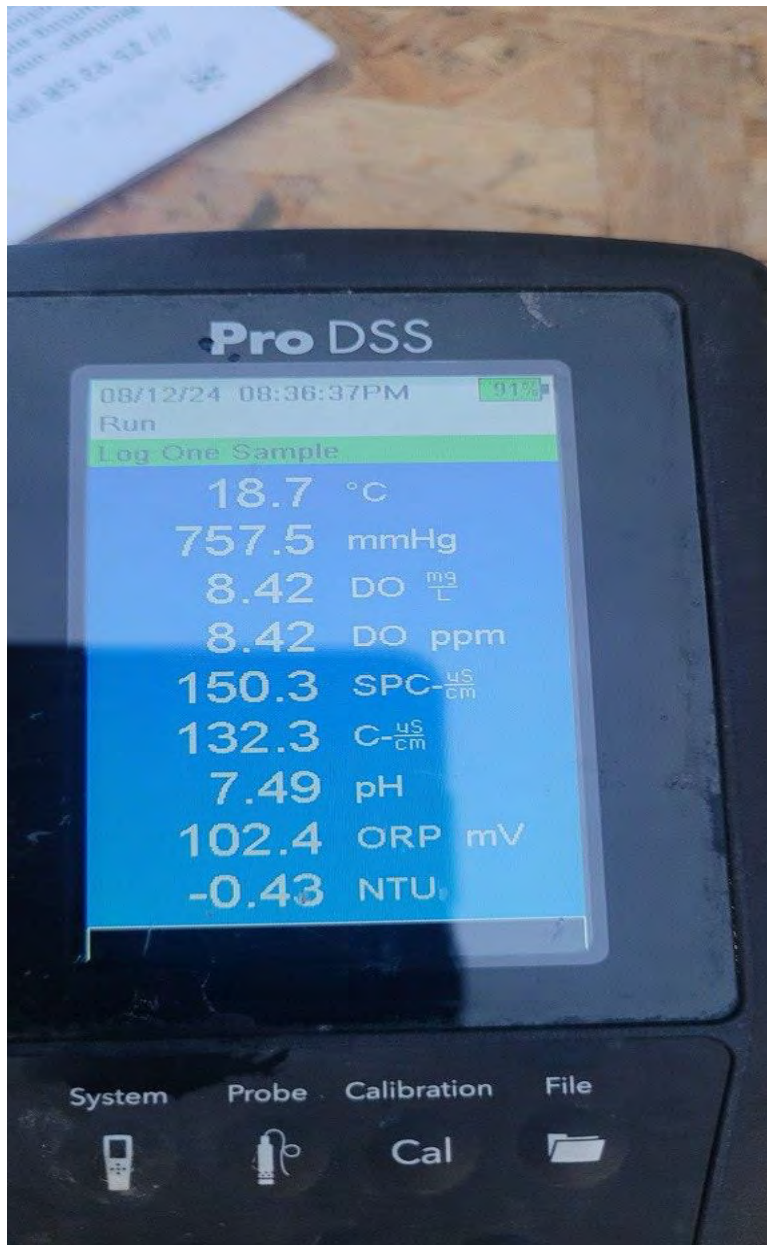 Pro DSS
08/12/24 08:36:37PM 91%
Run
Log One Sample
18.7 °C
757.5 mmHg
8.42 DO mg/L
8.42 DO ppm
150.3 SPC-uS/cm
132.3 C-uS/cm
7.49 pH
102.4 ORP mV
-0.43 NTU
System Probe Calibration File
Cal